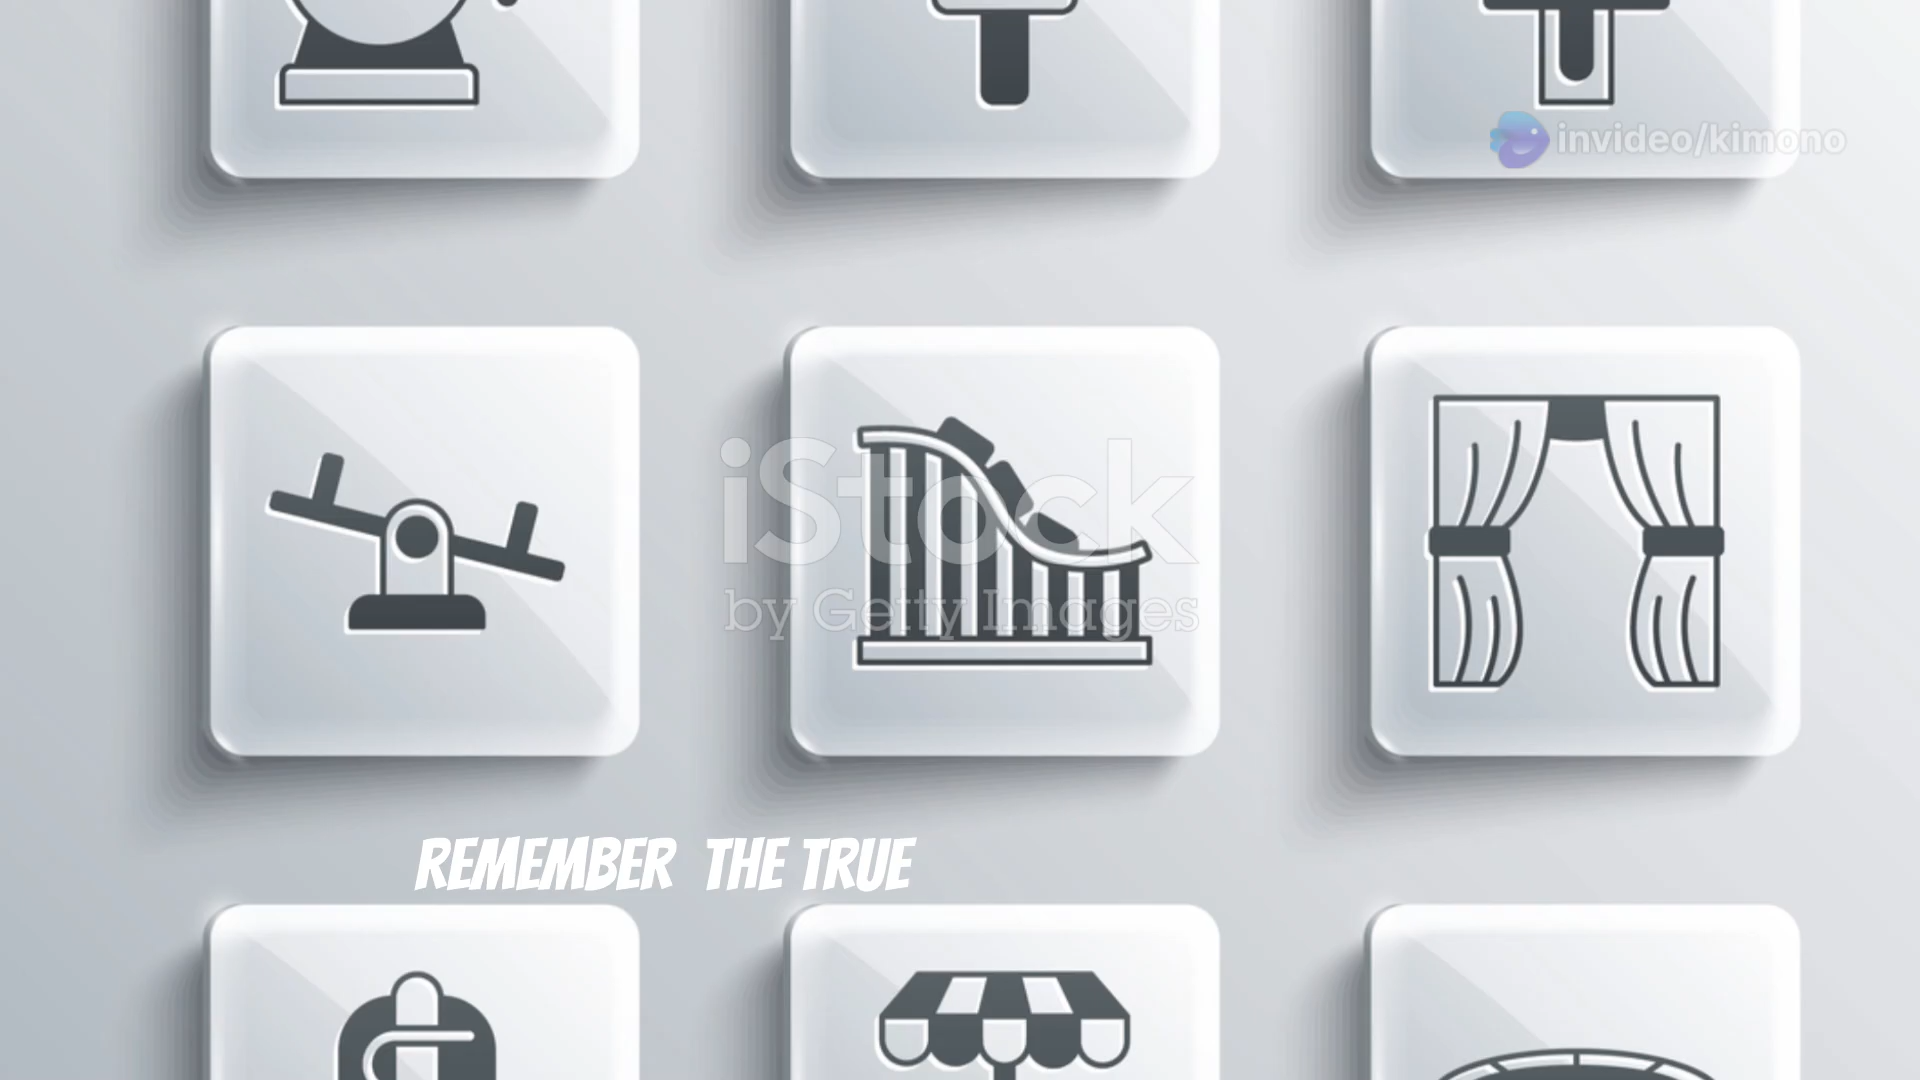 invideo/kimono
iStock
by Getty Images
REMEMBER THE TRUE